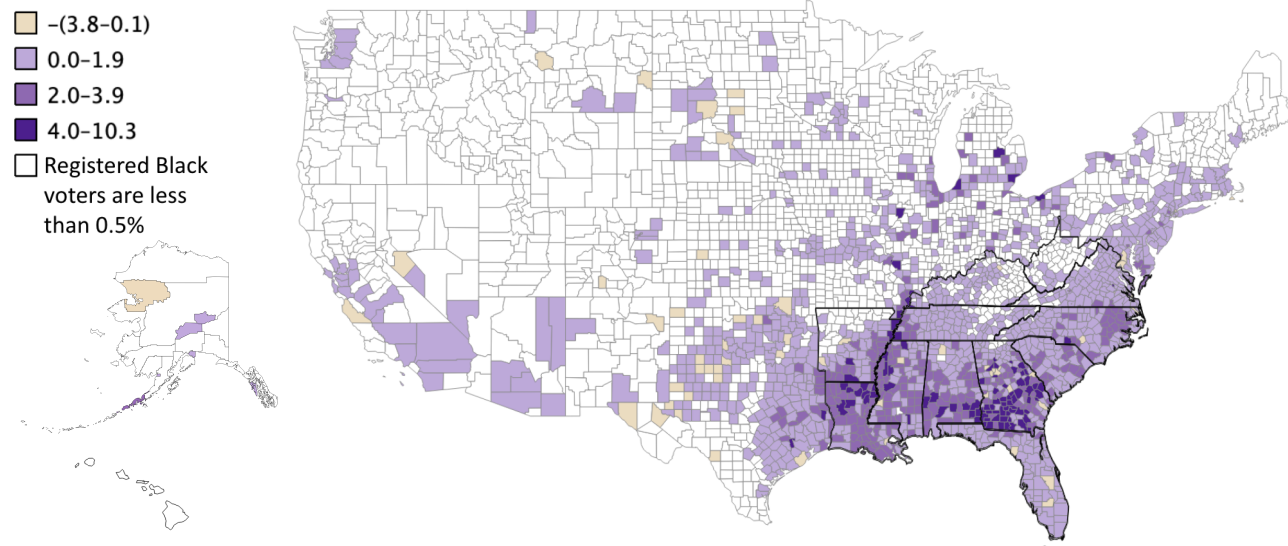 –(3.8–0.1)
0.0–1.9
2.0–3.9
4.0–10.3
Registered Black
voters are less
than 0.5%